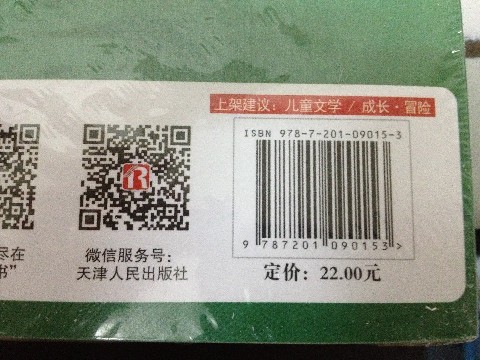 上架建议：儿童文学 / 成长·冒险
ISBN 978-7-201-09015-3
9 787201 090153 >
定价：22.00元
微信服务号：
天津人民出版社
尽在
书”